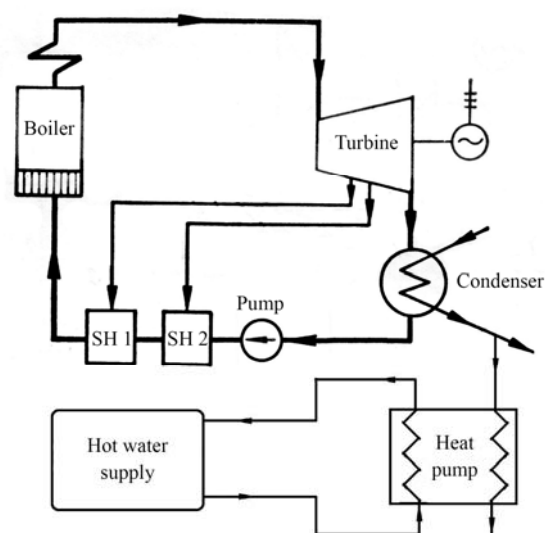 Boiler
Turbine
Condenser
Pump
SH 1
SH 2
Hot water
supply
Heat
pump